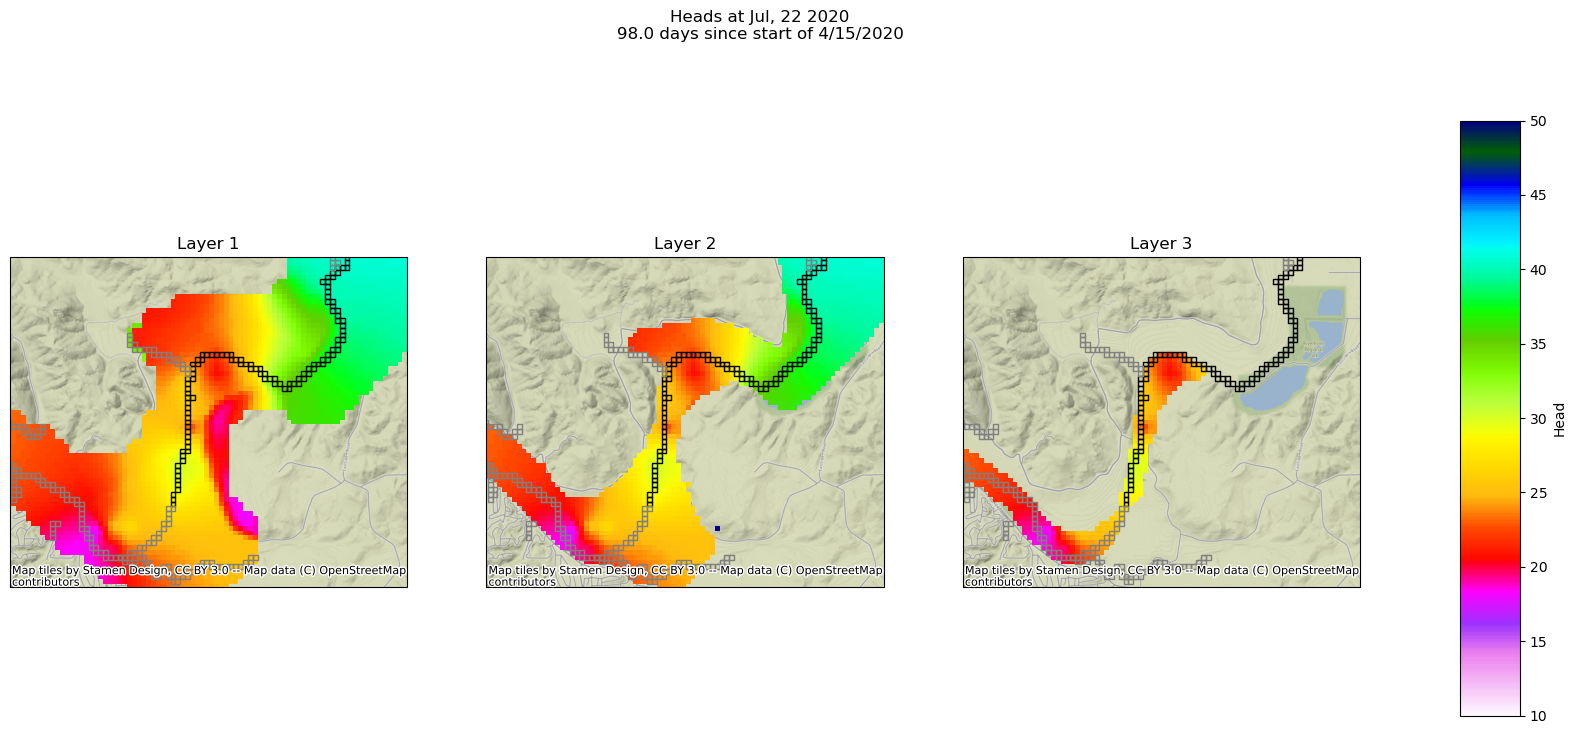 Heads at Jul, 22 2020
98.0 days since start of 4/15/2020
Layer 1
Layer 2
Layer 3
Map tiles by Stamen Design, CC BY 3.0 -- Map data (C) OpenStreetMap
contributors
Map tiles by Stamen Design, CC BY 3.0 -- Map data (C) OpenStreetMap
contributors
Map tiles by Stamen Design, CC BY 3.0 -- Map data (C) OpenStreetMap
contributors
50
45
40
35
30
25
20
15
10
Head